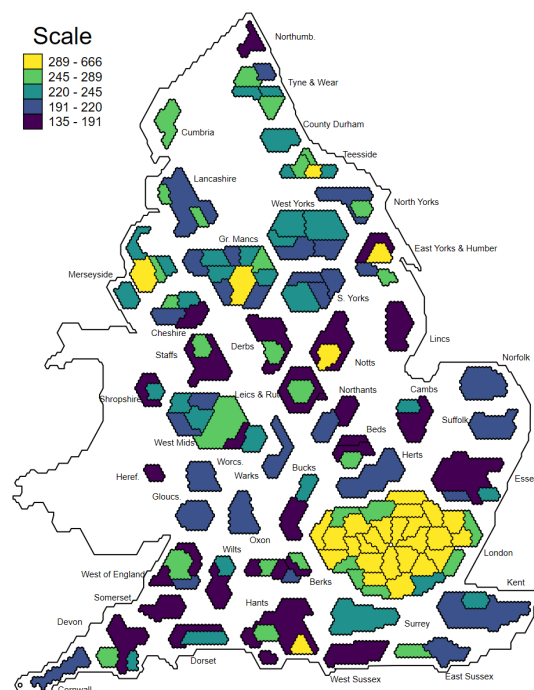 Northumb.
Scale
289 - 666
245 - 289
220 - 245
191 - 220
135 - 191
Tyne & Wear
County Durham
Cumbria
Teesside
Lancashire
West Yorks
North Yorks
Gr. Mancs
East Yorks & Humber
Merseyside
S. Yorks
Cheshire
Lincs
Staffs
Derbs
Notts
Norfolk
Shropshire
Leics & Rut
Northants
Cambs
Suffolk
West Mids
Beds
Worcs.
Herts
Heref.
Warks
Bucks
Esse
Gloucs.
Oxon
London
Wilts
West of England
Berks
Kent
Somerset
Hants
Devon
Surrey
Dorset
West Sussex
East Sussex
Cornwall